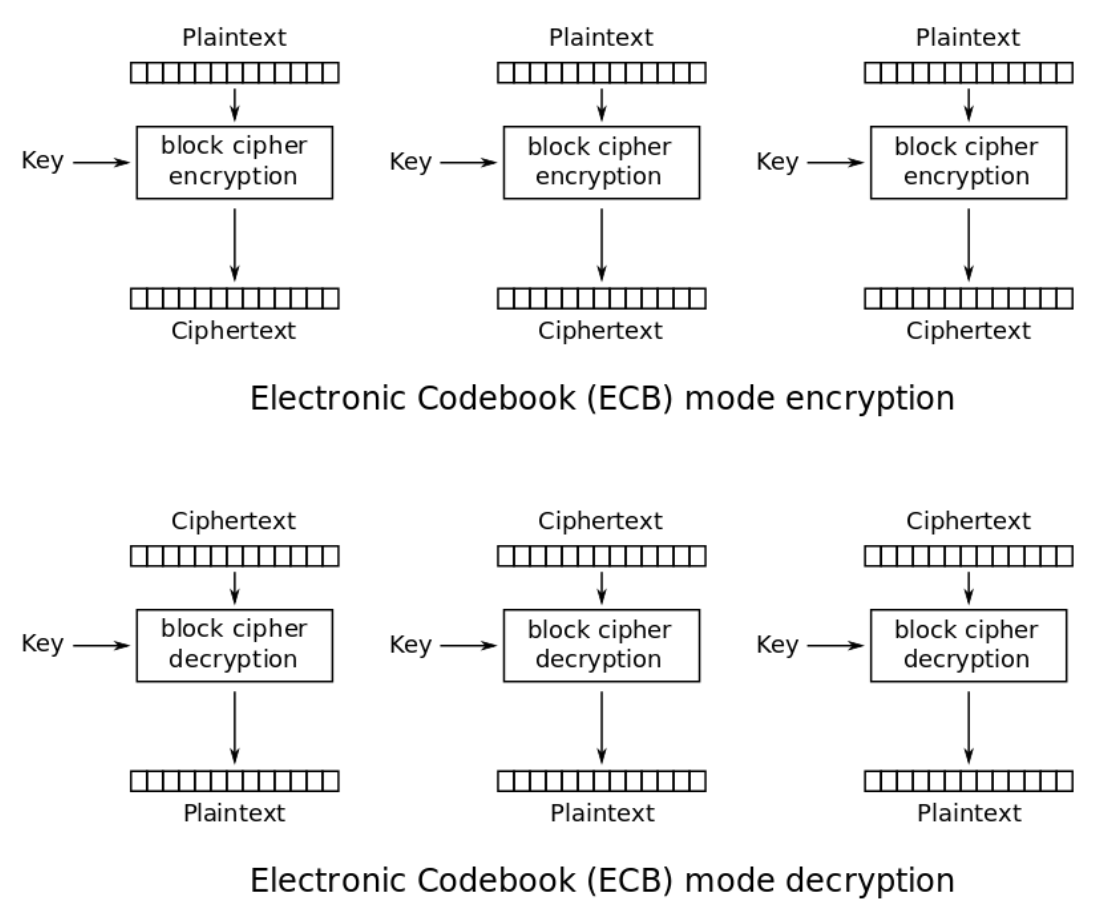 Plaintext Plaintext Plaintext
Key block cipher encryption Key block cipher encryption Key block cipher encryption
Ciphertext Ciphertext Ciphertext
Electronic Codebook (ECB) mode encryption
Ciphertext Ciphertext Ciphertext
Key block cipher decryption Key block cipher decryption Key block cipher decryption
Plaintext Plaintext Plaintext
Electronic Codebook (ECB) mode decryption